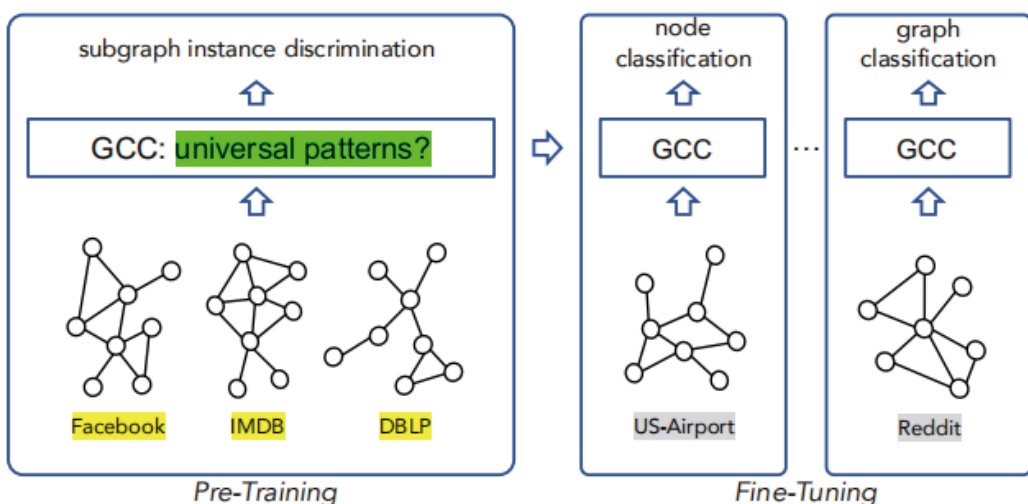 subgraph instance discrimination
GCC: universal patterns?
Facebook
IMDB
DBLP
Pre-Training
node
classification
GCC
US-Airport
...
graph
classification
GCC
Reddit
Fine-Tuning